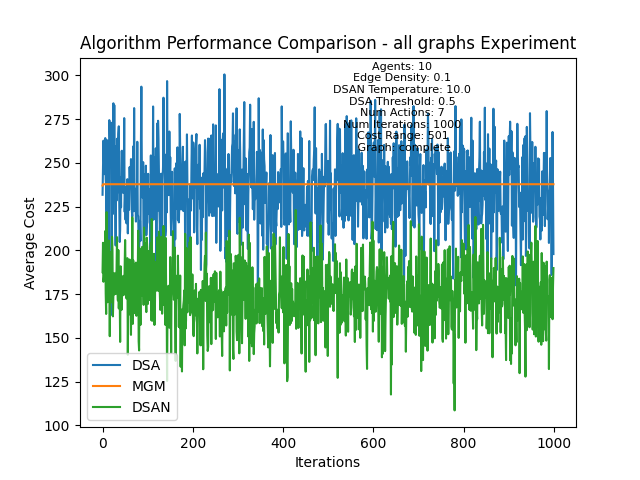 Algorithm Performance Comparison - all graphs Experiment
Agents: 10
Edge Density: 0.1
DSAN Temperature: 10.0
DSA Threshold: 0.5
Num Actions: 7
Num Iterations: 1000
Cost Range: 501
Graph: complete
300
275
250
225
200
175
150
125
100
Average Cost
DSA
MGM
DSAN
0 200 400 600 800 1000
Iterations